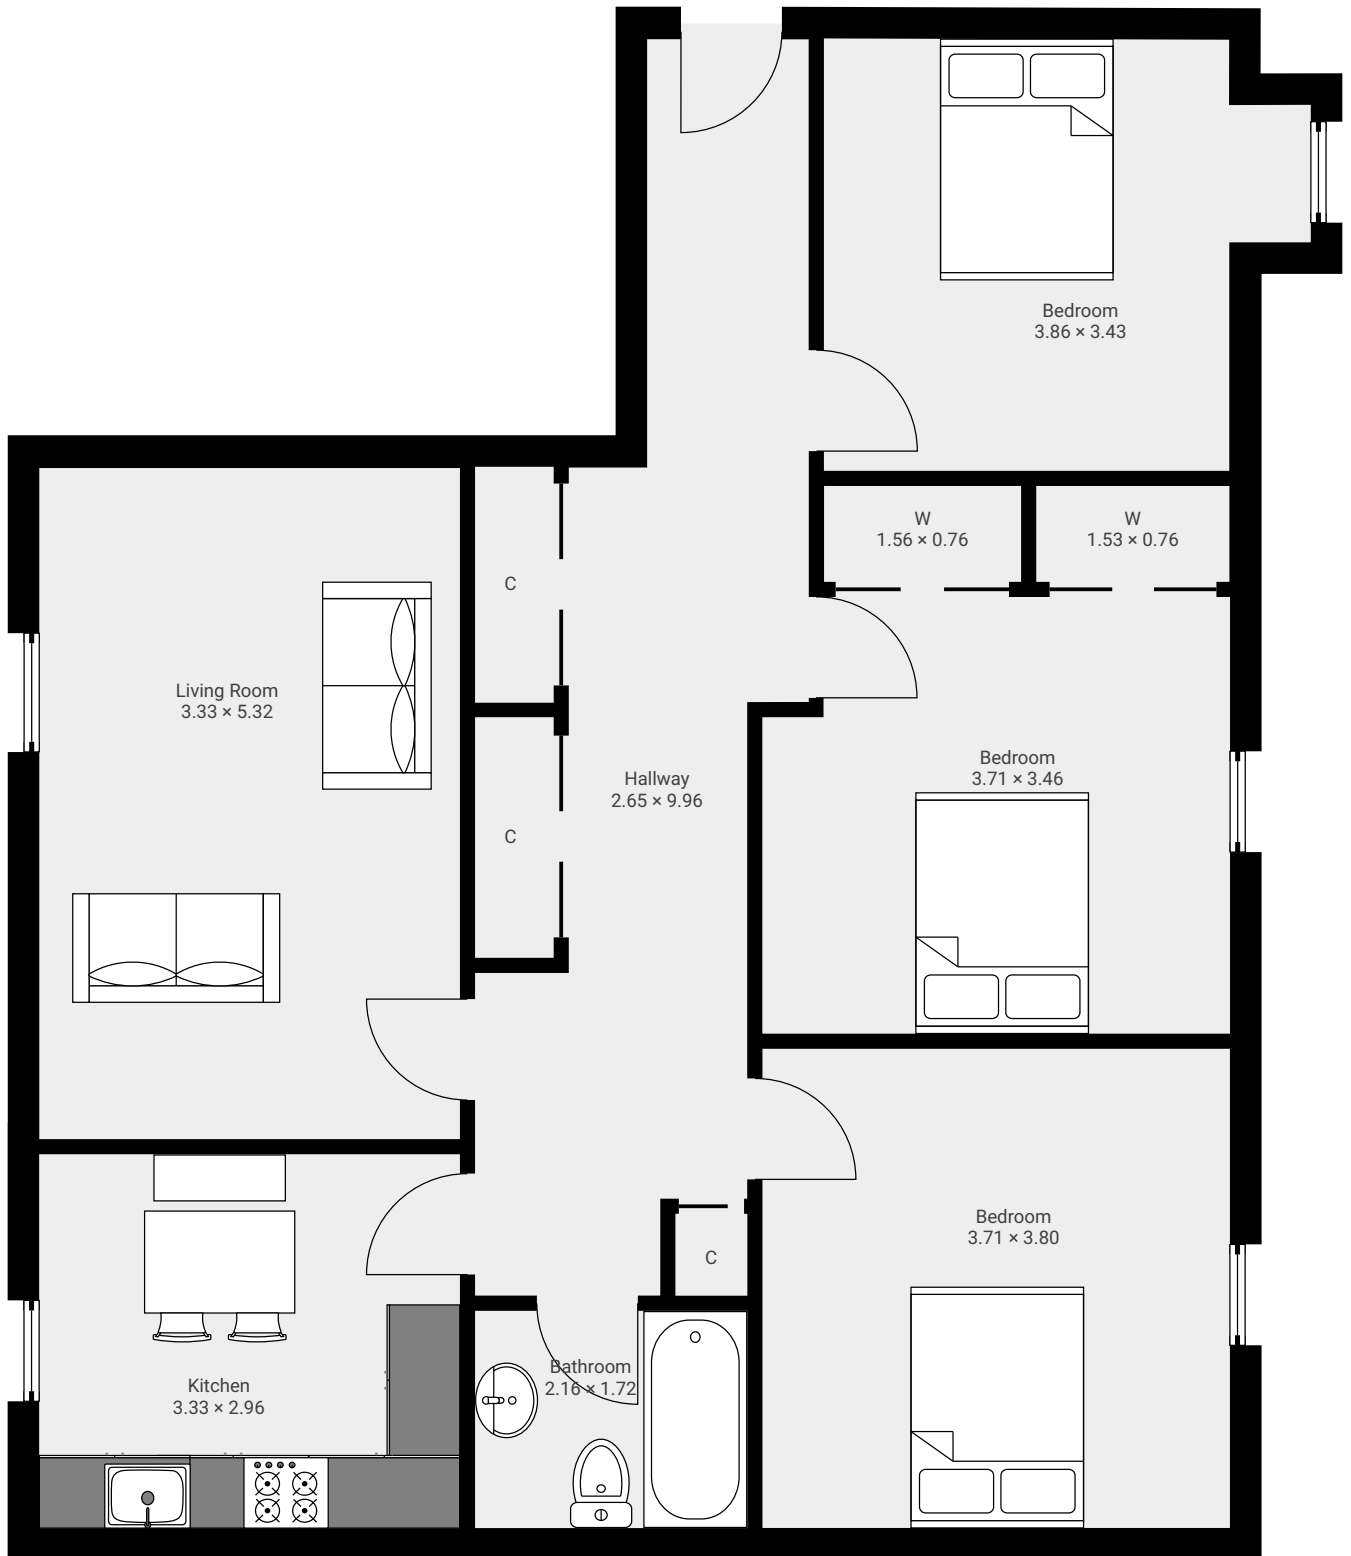 Bedroom
3.86 × 3.43
W
1.56 × 0.76
W
1.53 × 0.76
C
Living Room
3.33 × 5.32
Bedroom
3.71 × 3.46
Hallway
2.65 × 9.96
C
Bedroom
3.71 × 3.80
C
Bathroom
2.16 × 1.72
Kitchen
3.33 × 2.96